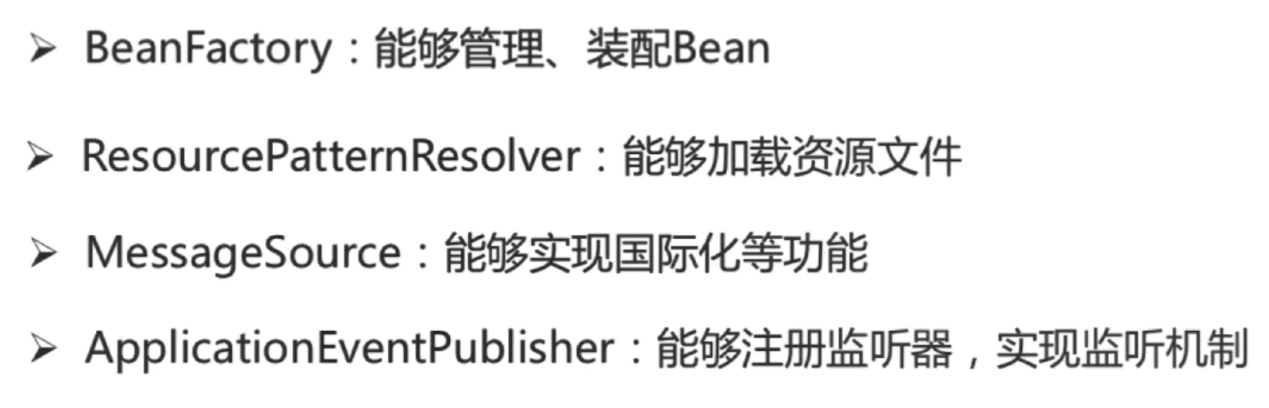 ➢ BeanFactory：能够管理、装配Bean
➢ ResourcePatternResolver：能够加载资源文件
➢ MessageSource：能够实现国际化等功能
➢ ApplicationEventPublisher：能够注册监听器，实现监听机制